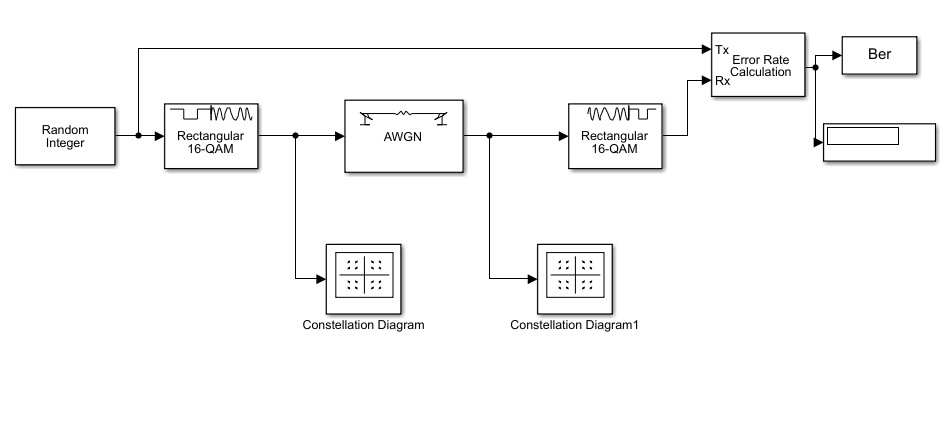 Tx
Error Rate
Calculation
Rx
Ber
Random
Integer
Rectangular
16-QAM
AWGN
Rectangular
16-QAM
Constellation Diagram
Constellation Diagram1